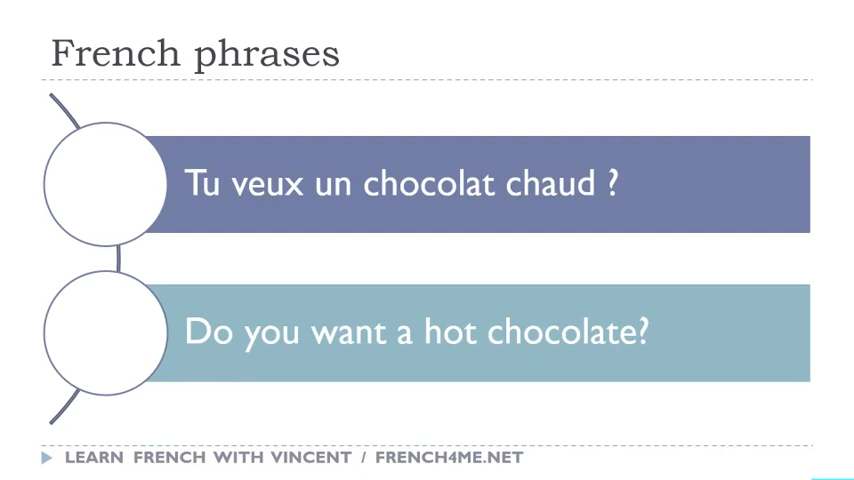 French phrases
Tu veux un chocolat chaud ?
Do you want a hot chocolate?
LEARN FRENCH WITH VINCENT / FRENCH4ME.NET